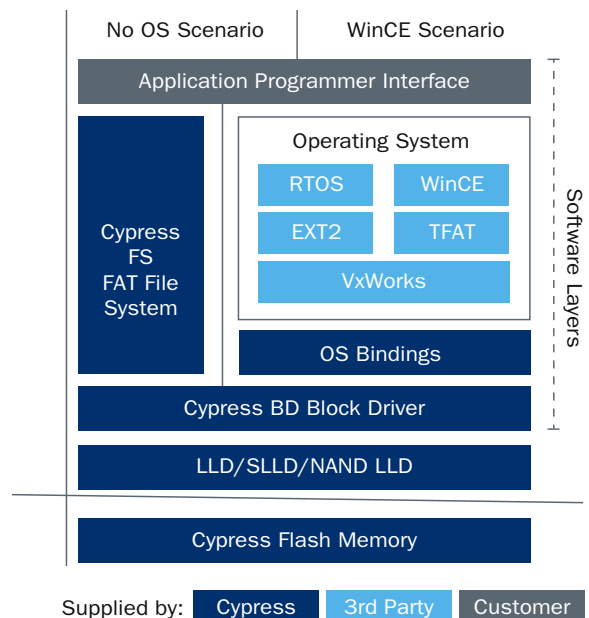 No OS Scenario
WinCE Scenario
Application Programmer Interface
Cypress
FS
FAT File
System
Operating System
RTOS
WinCE
EXT2
TFAT
VxWorks
OS Bindings
Software Layers
Cypress BD Block Driver
LLD/SLLD/NAND LLD
Cypress Flash Memory
Supplied by:
Cypress
3rd Party
Customer